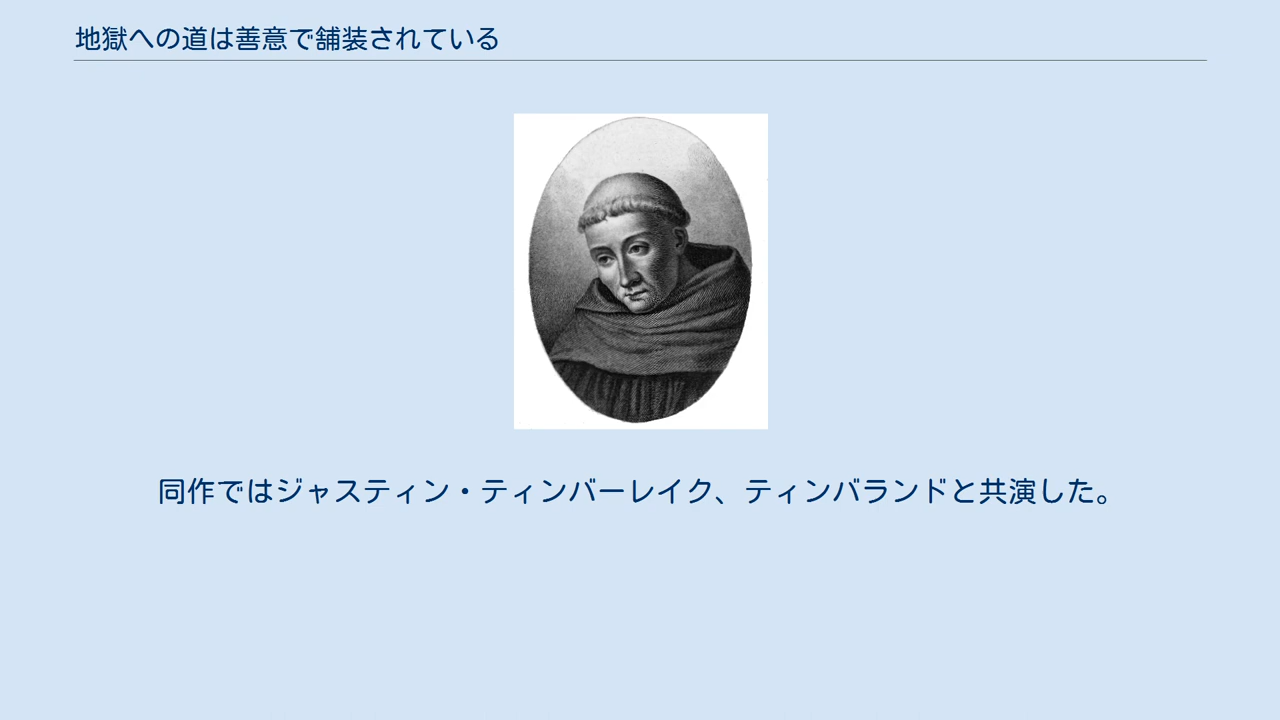 地獄への道は善意で舗装されている
同作ではジャスティン・ティンバーレイク、ティンバランドと共演した。